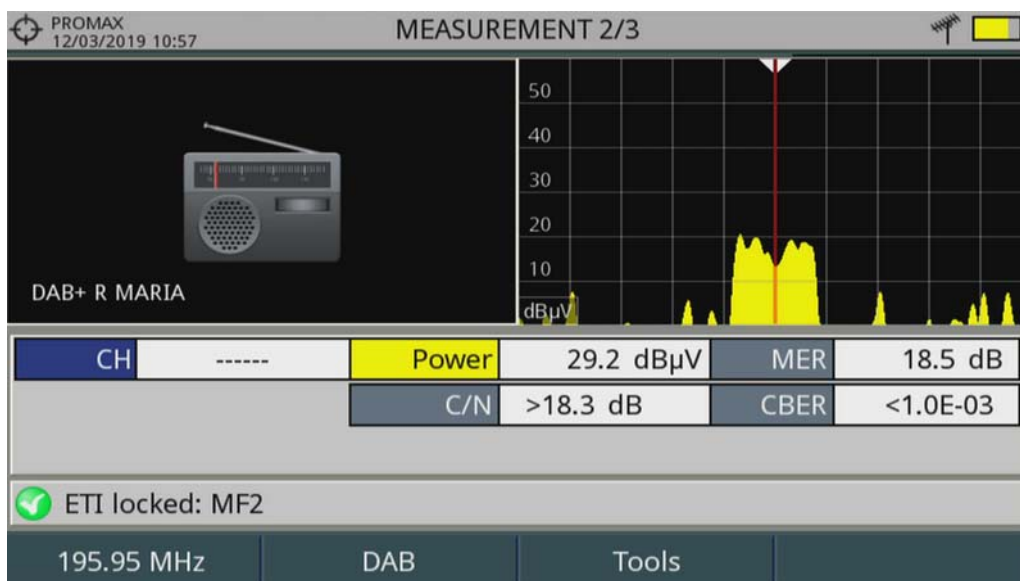 PROMAX
12/03/2019 10:57
MEASUREMENT 2/3
50
40
30
20
10
dBµV
DAB+ R MARIA
CH ------ Power 29.2 dBµV MER 18.5 dB
C/N >18.3 dB CBER <1.0E-03
ETI locked: MF2
195.95 MHz DAB Tools